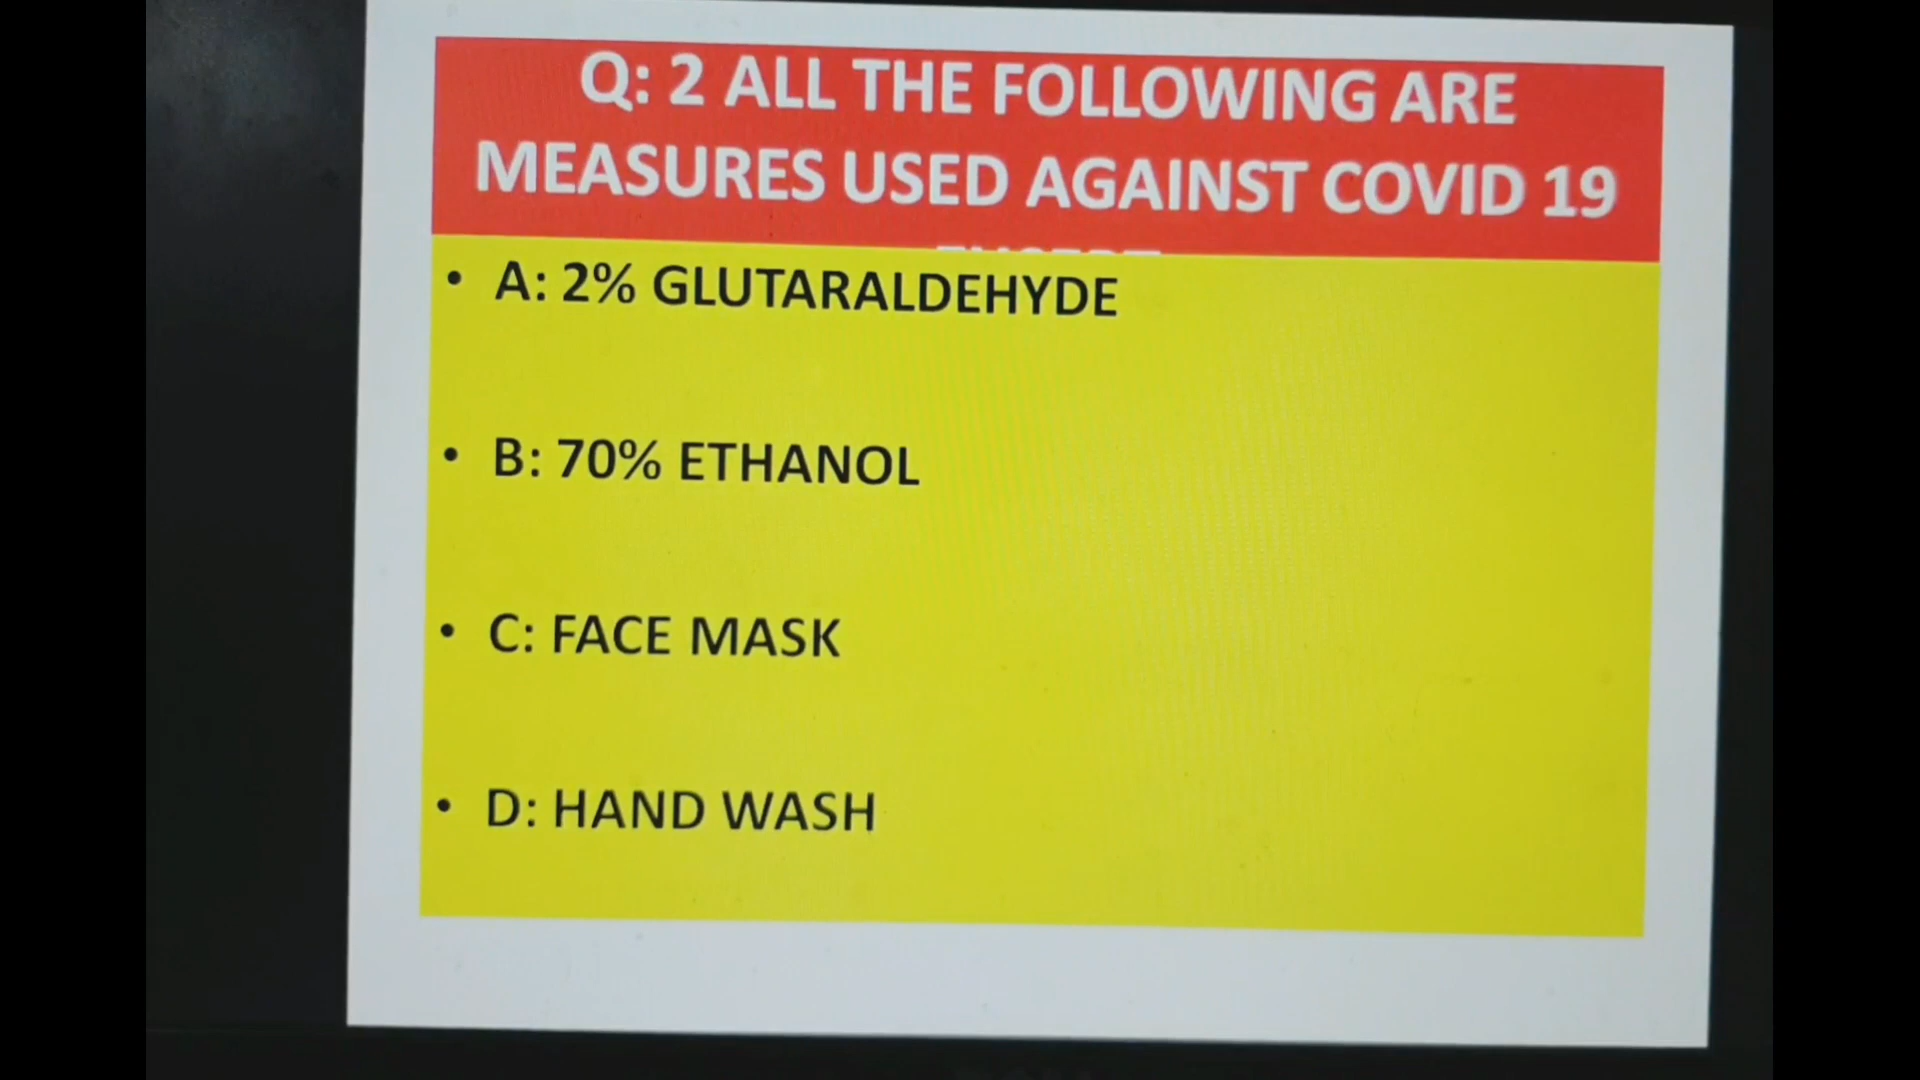 Q: 2 ALL THE FOLLOWING ARE
MEASURES USED AGAINST COVID 19
• A: 2% GLUTARALDEHYDE
• B: 70% ETHANOL
• C: FACE MASK
• D: HAND WASH